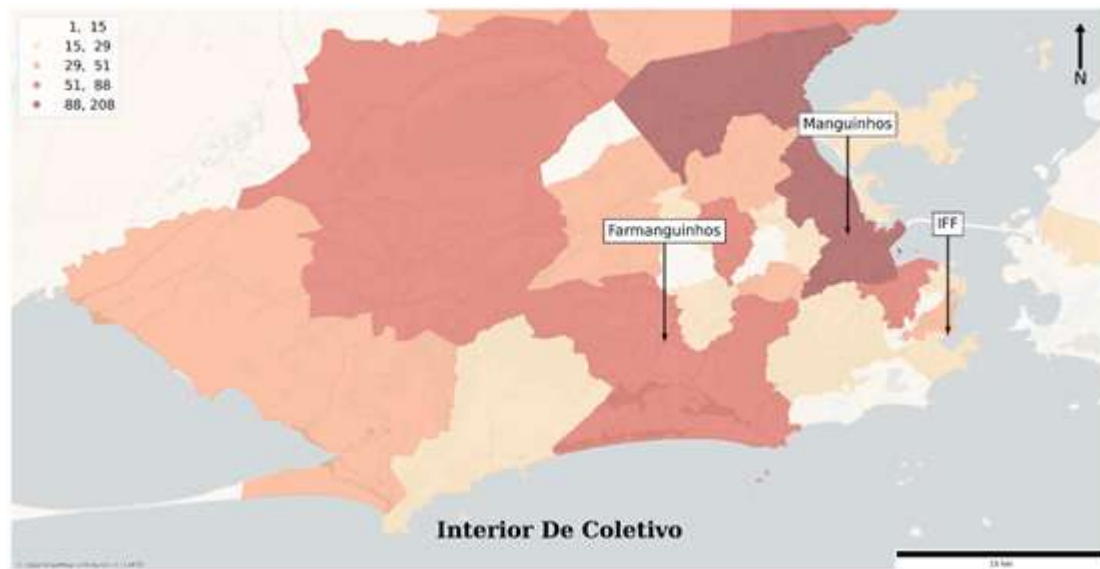 1, 15
15, 29
29, 51
51, 88
88, 208
N
Manguinhos
IFF
Farmanguinhos
Interior De Coletivo